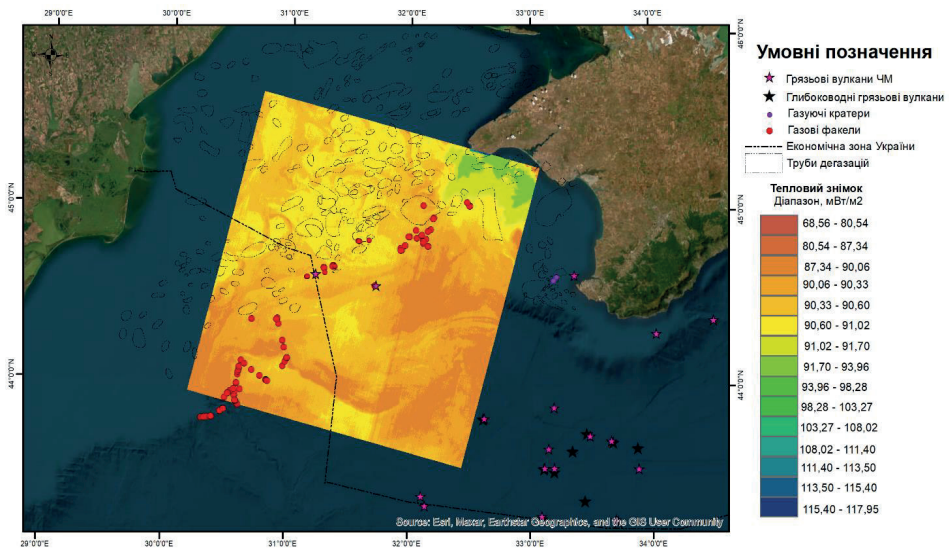 29°0'0"E 30°0'0"E 31°0'0"E 32°0'0"E 33°0'0"E 34°0'0"E
46°0'0"N
45°0'0"N
45°0'0"N
44°0'0"N
44°0'0"N
Умовні позначення
Грязьові вулкани ЧМ
Глибоководні грязьові вулкани
Газуючі кратери
Газові факели
Економічна зона України
Труби дегазацій
Тепловий знімок
Діапазон, мВт/м2
68,56 - 80,54
80,54 - 87,34
87,34 - 90,06
90,06 - 90,33
90,33 - 90,60
90,60 - 91,02
91,02 - 91,70
91,70 - 93,96
93,96 - 98,28
98,28 - 103,27
103,27 - 108,02
108,02 - 111,40
111,40 - 113,50
113,50 - 115,40
115,40 - 117,95
Source: Esri, Maxar, Earthstar Geographics, and the GIS User Community
29°0'0"E 30°0'0"E 31°0'0"E 32°0'0"E 33°0'0"E 34°0'0"E